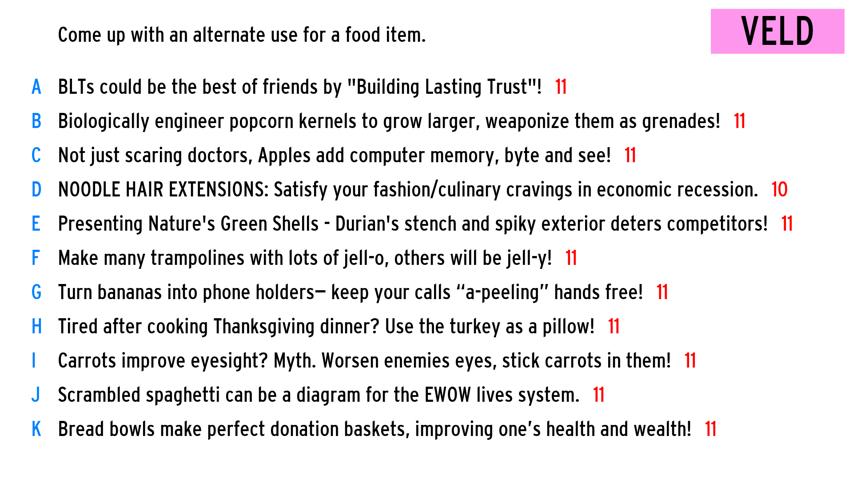 Come up with an alternate use for a food item.
VELD
A BLTs could be the best of friends by "Building Lasting Trust"! 11
B Biologically engineer popcorn kernels to grow larger, weaponize them as grenades! 11
C Not just scaring doctors, Apples add computer memory, byte and see! 11
D NOODLE HAIR EXTENSIONS: Satisfy your fashion/culinary cravings in economic recession. 10
E Presenting Nature's Green Shells - Durian's stench and spiky exterior deters competitors! 11
F Make many trampolines with lots of jell-o, others will be jell-y! 11
G Turn bananas into phone holders— keep your calls “a-peeling” hands free! 11
H Tired after cooking Thanksgiving dinner? Use the turkey as a pillow! 11
I Carrots improve eyesight? Myth. Worsen enemies eyes, stick carrots in them! 11
J Scrambled spaghetti can be a diagram for the EWOW lives system. 11
K Bread bowls make perfect donation baskets, improving one’s health and wealth! 11